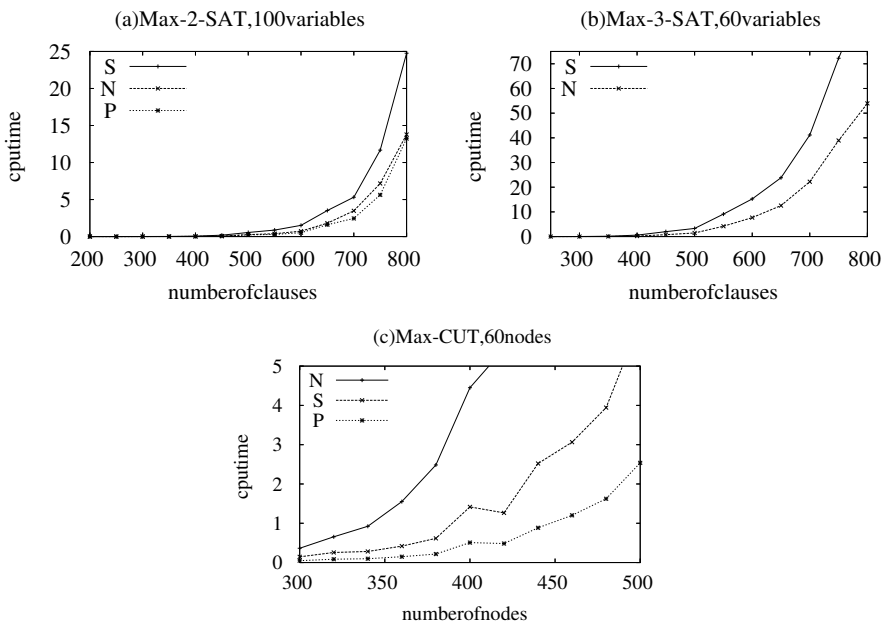 (a)Max-2-SAT,100variables
25
20
15
10
5
0
cputime
S
N
P
200 300 400 500 600 700 800
numberofclauses
(b)Max-3-SAT,60variables
70
60
50
40
30
20
10
0
cputime
S
N
300 400 500 600 700 800
numberofclauses
(c)Max-CUT,60nodes
5
4
3
2
1
0
cputime
N
S
P
300 350 400 450 500
numberofnodes